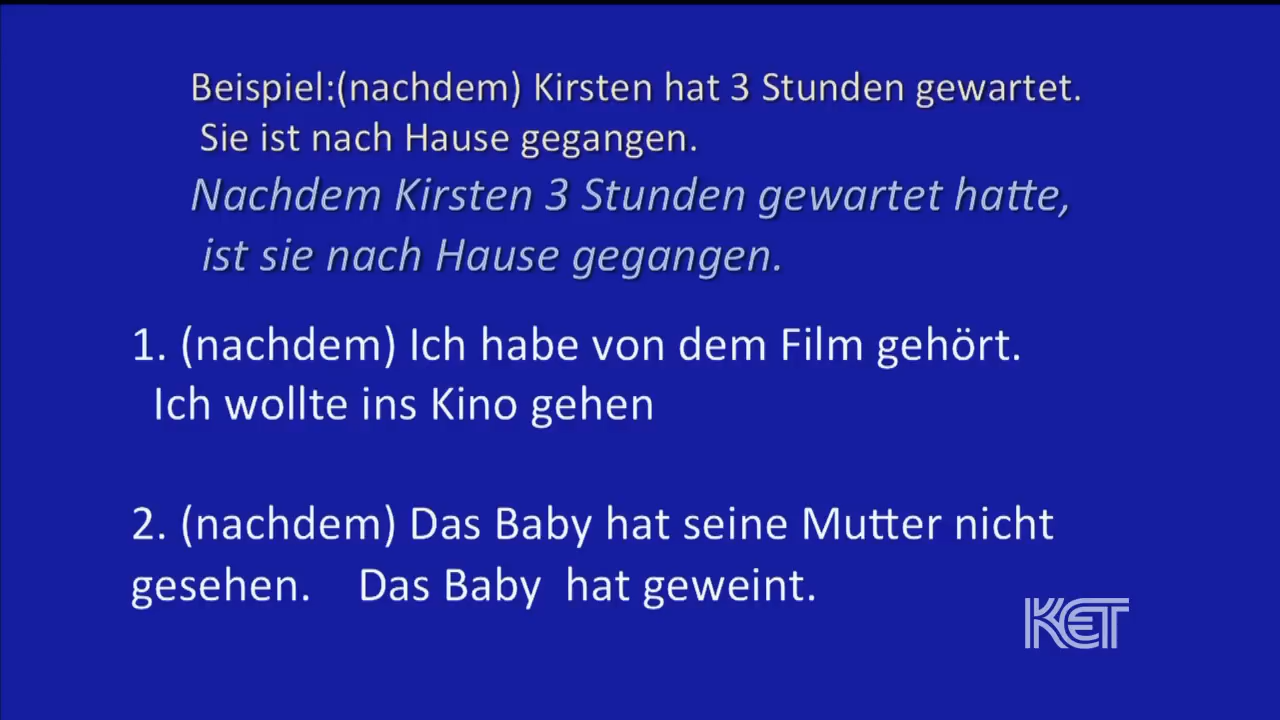 Beispiel:(nachdem) Kirsten hat 3 Stunden gewartet.
Sie ist nach Hause gegangen.
Nachdem Kirsten 3 Stunden gewartet hatte,
ist sie nach Hause gegangen.
1. (nachdem) Ich habe von dem Film gehört.
Ich wollte ins Kino gehen
2. (nachdem) Das Baby hat seine Mutter nicht
gesehen. Das Baby hat geweint.
KET